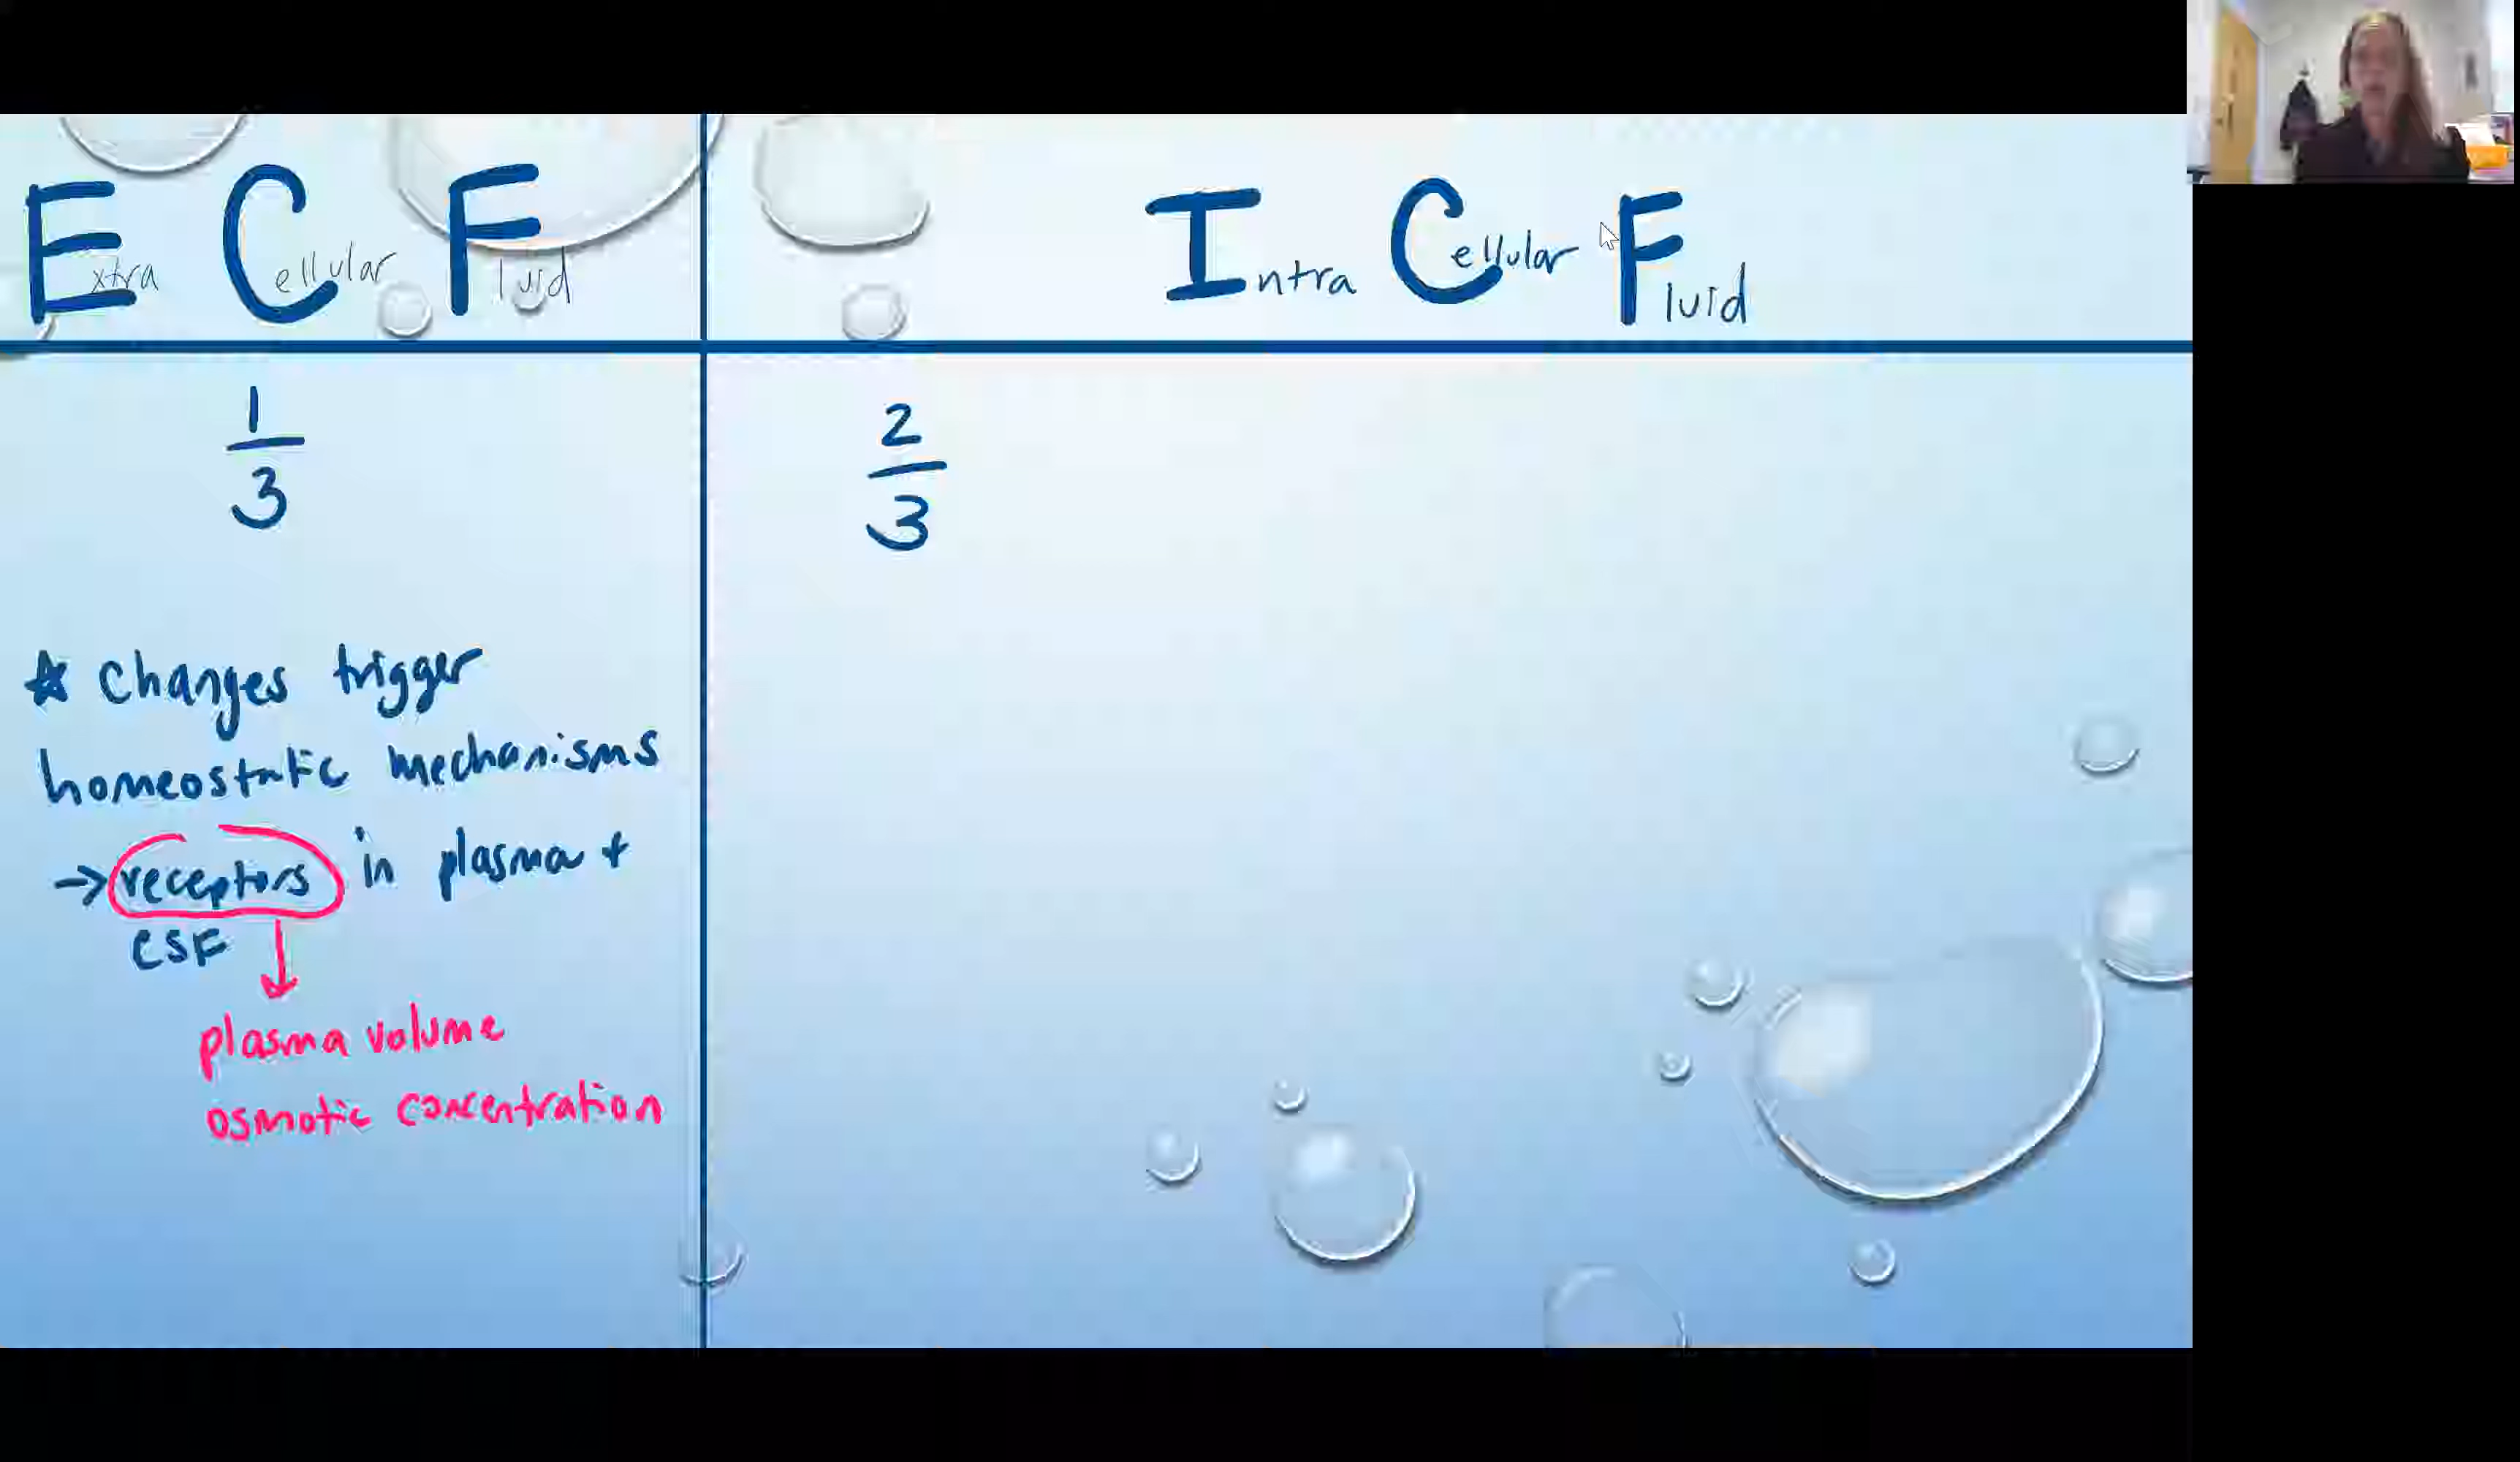 Extra Cellular Fluid
Intra Cellular Fluid
1
3
2
3
* changes trigger
homeostatic mechanisms
→ receptors in plasma +
CSF
plasma volume
osmotic concentration